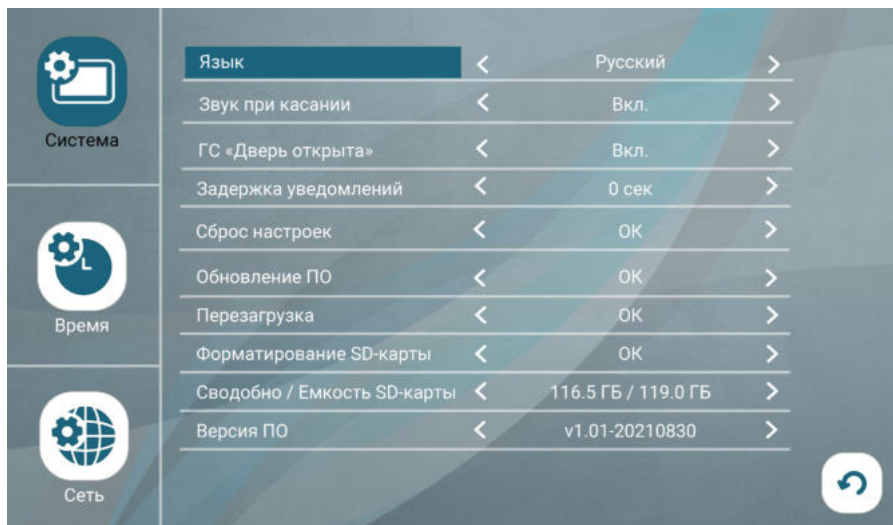 Система
Время
Сеть
Язык < Русский >
Звук при касании < Вкл. >
ГС «Дверь открыта» < Вкл. >
Задержка уведомлений < 0 сек >
Сброс настроек < ОК >
Обновление ПО < ОК >
Перезагрузка < ОК >
Форматирование SD-карты < ОК >
Сводобно / Емкость SD-карты < 116.5 ГБ / 119.0 ГБ >
Версия ПО < v1.01-20210830 >